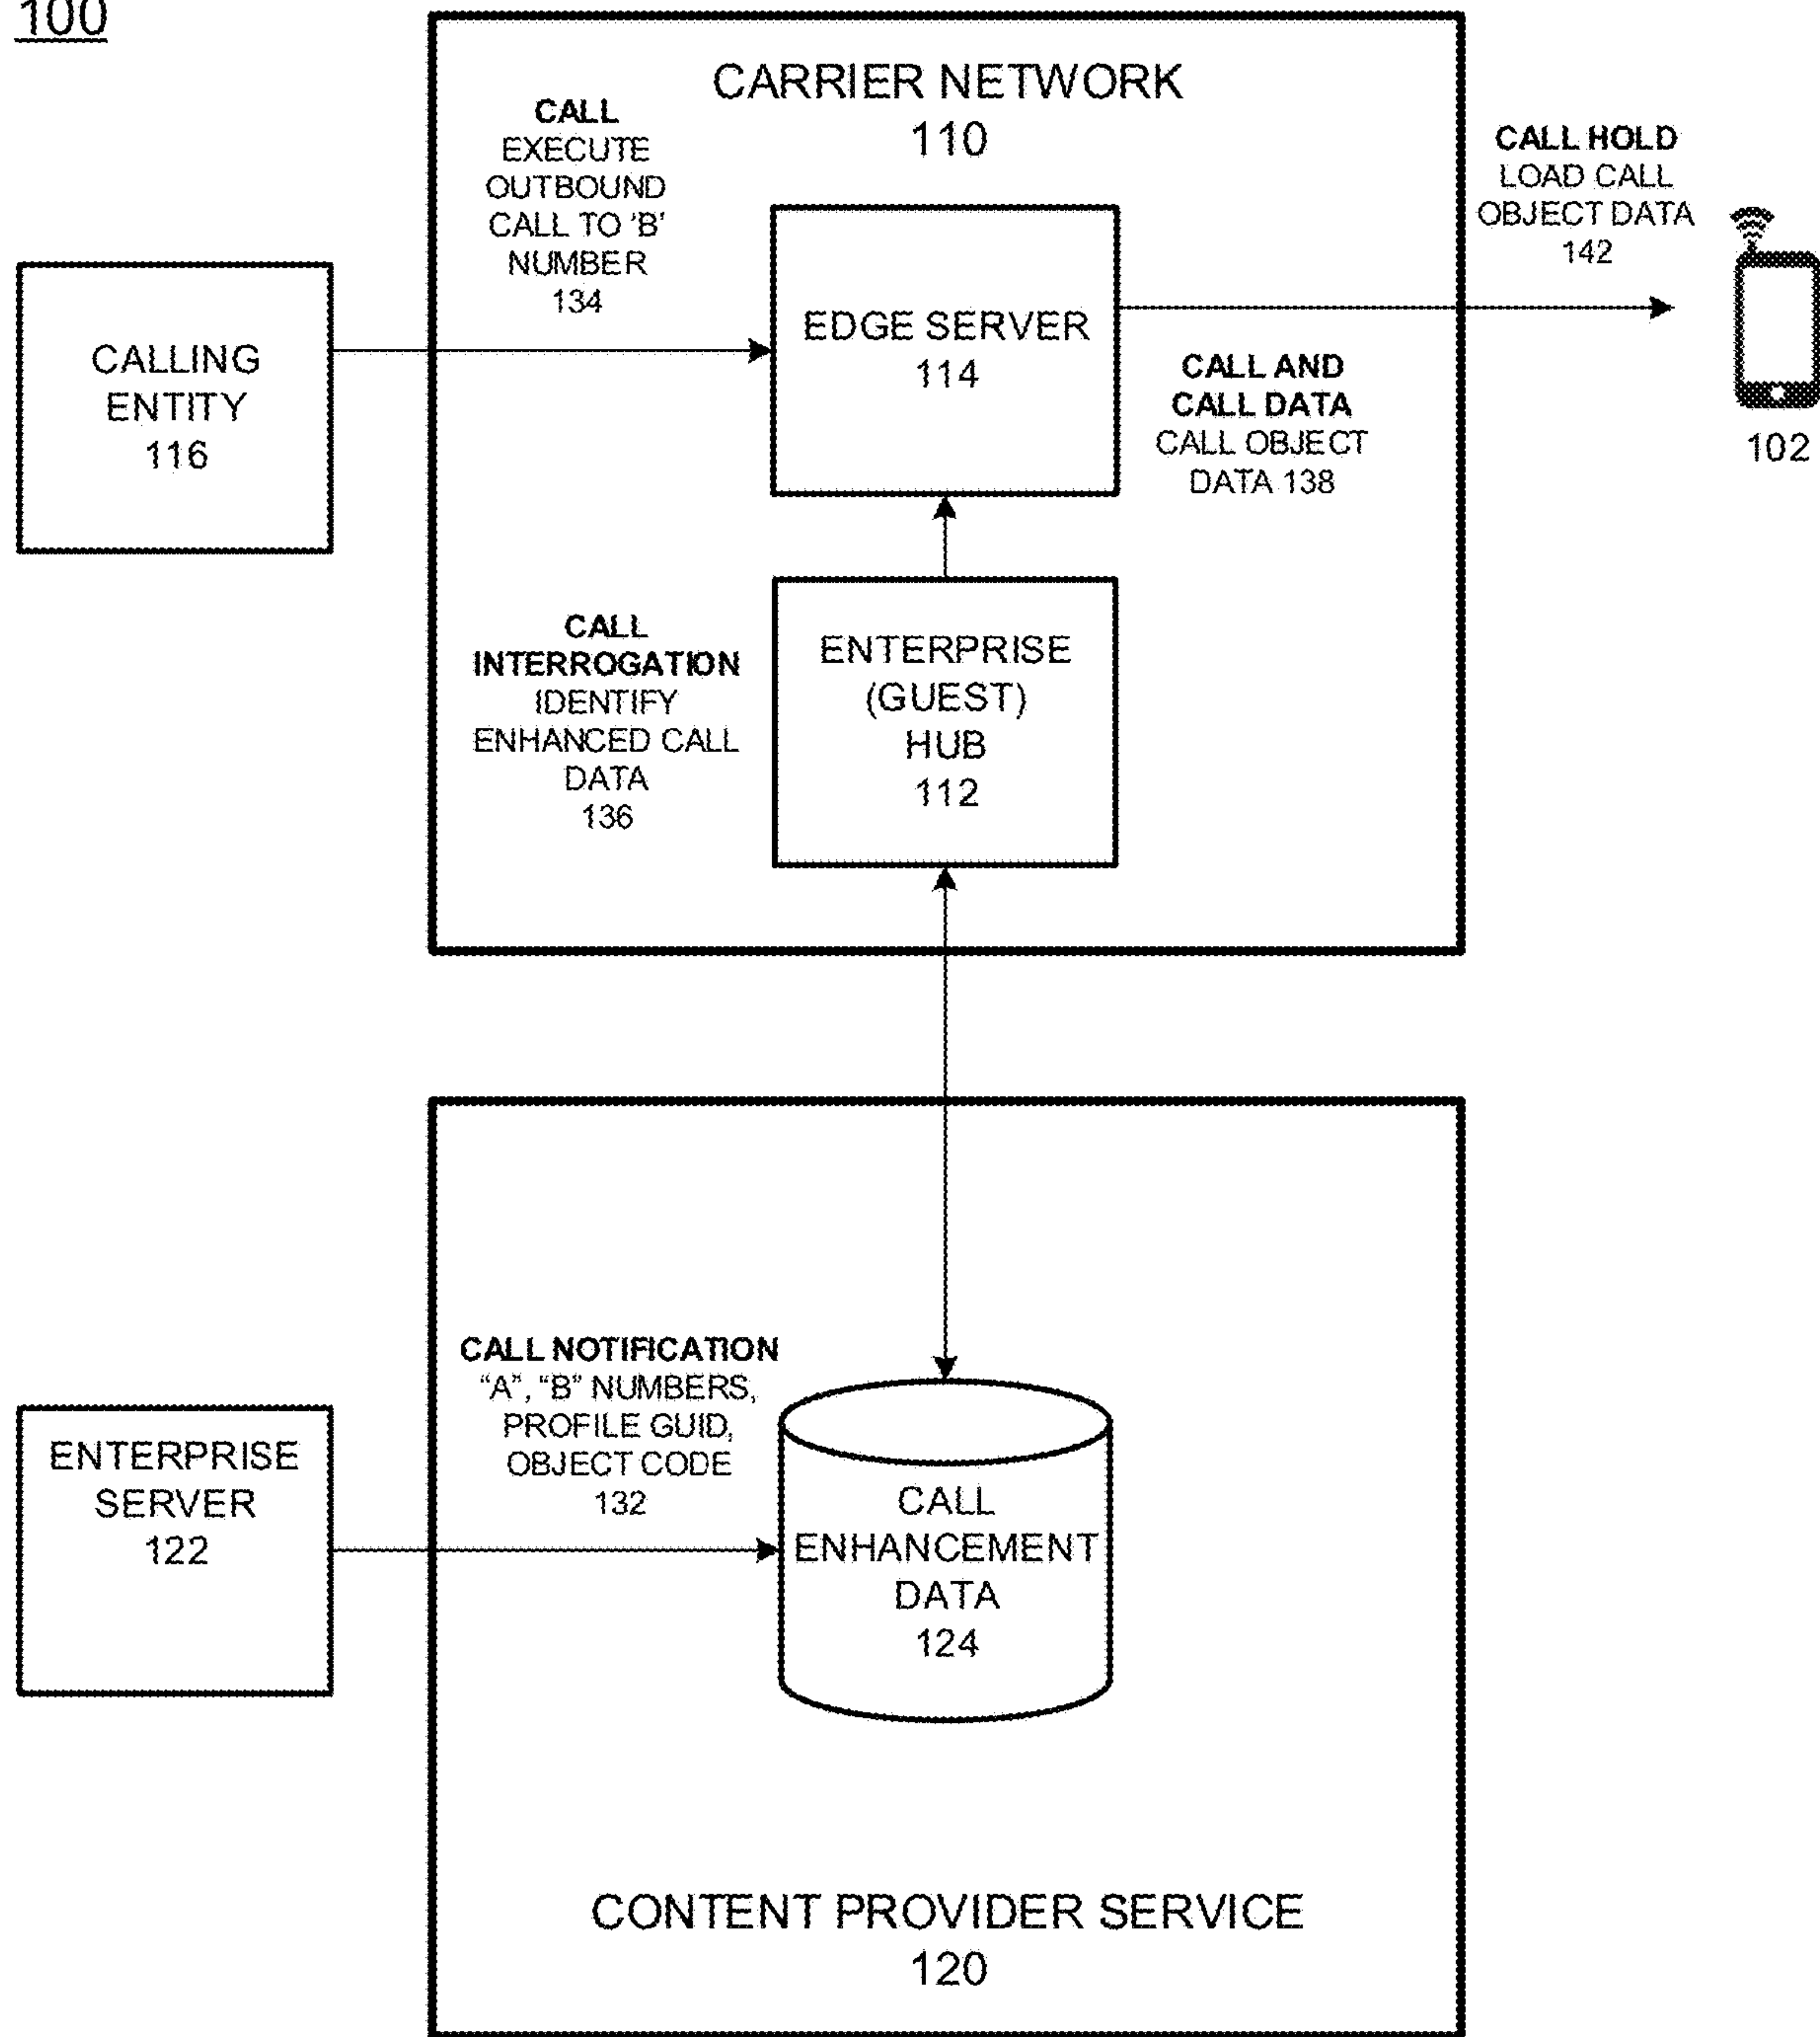 100
CARRIER NETWORK
110
CALL
EXECUTE
OUTBOUND
CALL TO 'B'
NUMBER
134
CALL HOLD
LOAD CALL
OBJECT DATA
142
CALLING
ENTITY
116
EDGE SERVER
114
CALL AND
CALL DATA
CALL OBJECT
DATA 138
102
CALL
INTERROGATION
IDENTIFY
ENHANCED CALL
DATA
136
ENTERPRISE
(GUEST)
HUB
112
CALL NOTIFICATION
“A”, “B” NUMBERS,
PROFILE GUID,
OBJECT CODE
132
ENTERPRISE
SERVER
122
CALL
ENHANCEMENT
DATA
124
CONTENT PROVIDER SERVICE
120